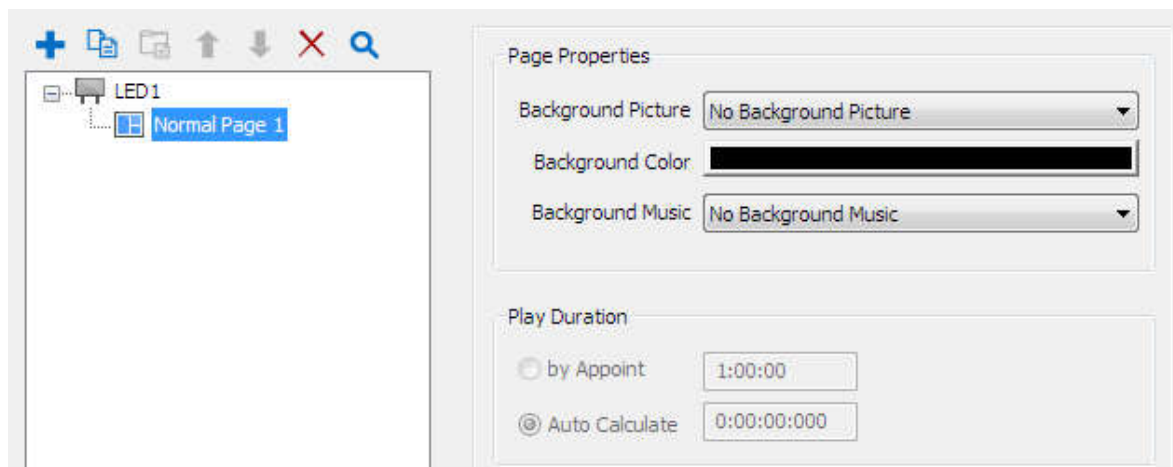 LED1
Normal Page 1
Page Properties
Background Picture No Background Picture
Background Color
Background Music No Background Music
Play Duration
by Appoint 1:00:00
Auto Calculate 0:00:00:000